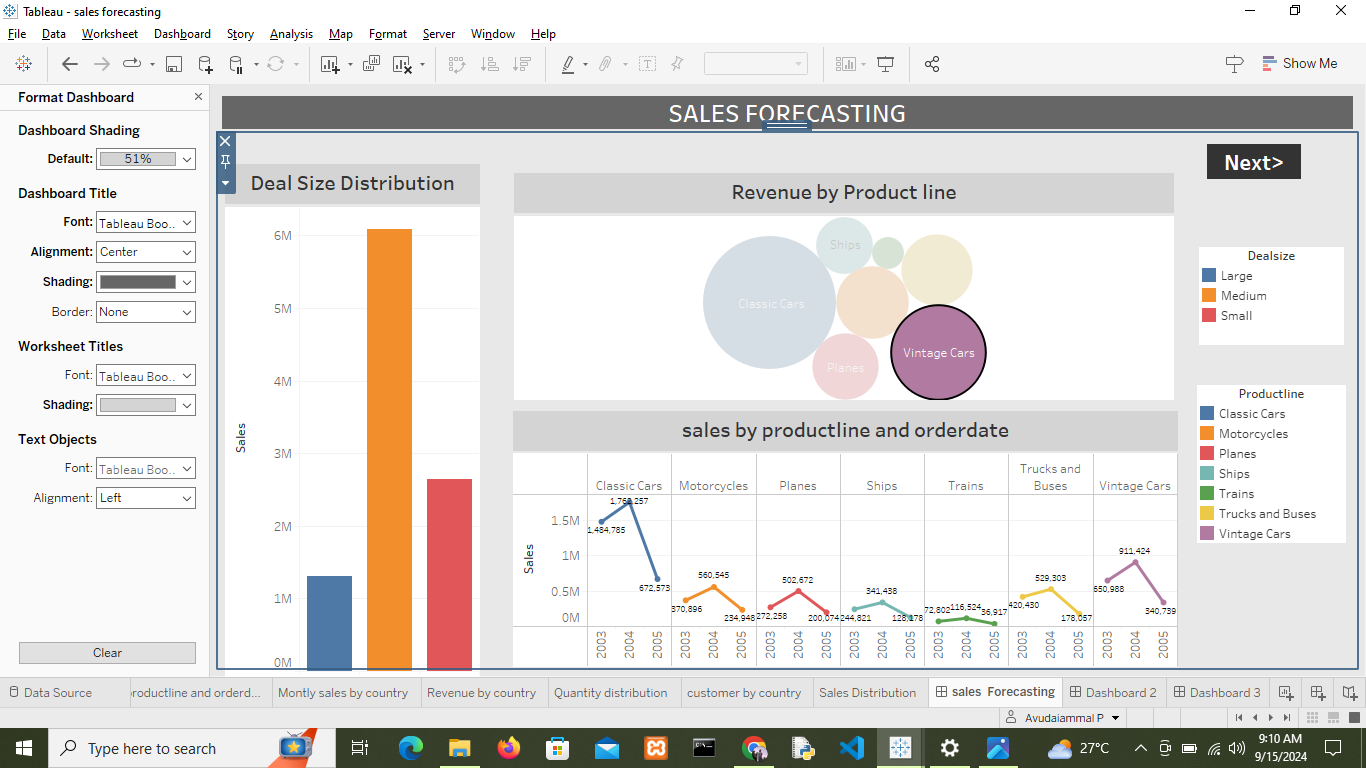 Tableau - sales forecasting
File Data Worksheet Dashboard Story Analysis Map Format Server Window Help
Show Me
Format Dashboard
Dashboard Shading
Default: 51%
Dashboard Title
Font: Tableau Boo..
Alignment: Center
Shading:
Border: None
Worksheet Titles
Font: Tableau Boo..
Shading:
Text Objects
Font: Tableau Boo..
Alignment: Left
Clear
SALES FORECASTING
Next>
Deal Size Distribution
6M
5M
4M
3M
2M
1M
0M
Sales
Revenue by Product line
Ships
Classic Cars
Vintage Cars
Planes
sales by productline and orderdate
Classic Cars Motorcycles Planes Ships Trains Trucks and Buses Vintage Cars
Sales
1.5M
1M
0.5M
0M
1,484,785 672,573
370,896 560,545 234,948
272,258 502,672 200,074
244,821 341,438
72,802 116,524 36,917
420,430 529,303 178,057
650,988 911,424 340,739
2003 2004 2005 2003 2004 2005 2003 2004 2005 2003 2004 2005 2003 2004 2005 2003 2004 2005 2003 2004 2005
Dealsize
Large
Medium
Small
Productline
Classic Cars
Motorcycles
Planes
Ships
Trains
Trucks and Buses
Vintage Cars
Data Source roductline and orderd... Montly sales by country Revenue by country Quantity distribution customer by country Sales Distribution sales Forecasting Dashboard 2 Dashboard 3
Avudaiammal P
Type here to search
27°C
9:10 AM
9/15/2024